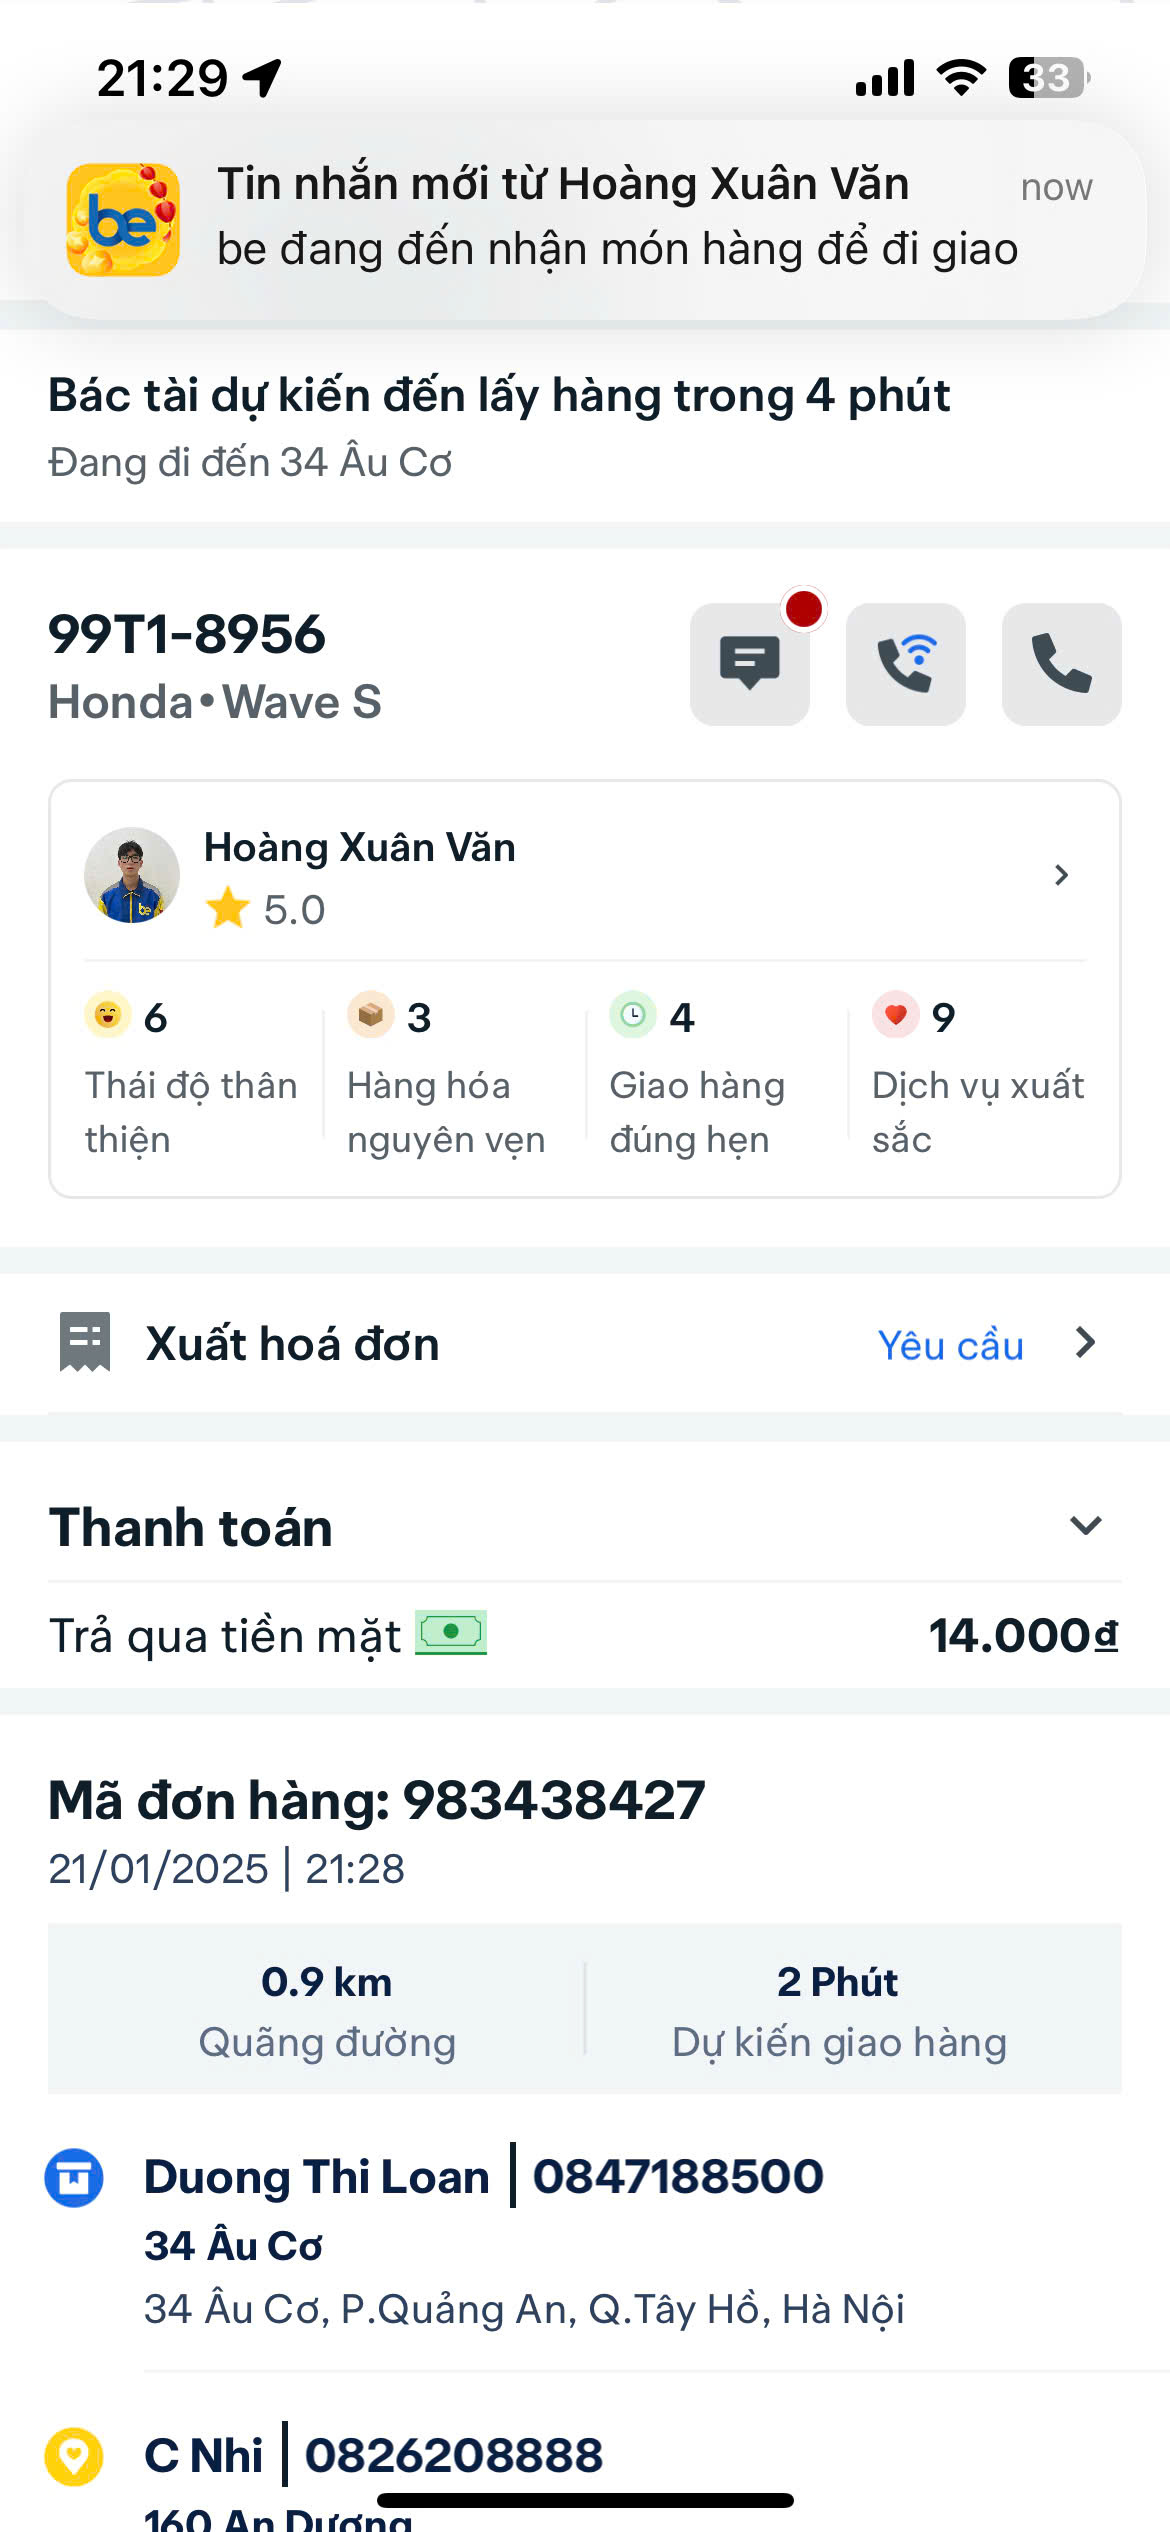 21:29
33
be
Tin nhắn mới từ Hoàng Xuân Văn
now
be đang đến nhận món hàng để đi giao
Bác tài dự kiến đến lấy hàng trong 4 phút
Đang đi đến 34 Âu Cơ
99T1-8956
Honda•Wave S
Hoàng Xuân Văn
5.0
6
Thái độ thân
thiện
3
Hàng hóa
nguyên vẹn
4
Giao hàng
đúng hẹn
9
Dịch vụ xuất
sắc
Xuất hoá đơn
Yêu cầu
Thanh toán
Trả qua tiền mặt
14.000₫
Mã đơn hàng: 983438427
21/01/2025 | 21:28
0.9 km
Quãng đường
2 Phút
Dự kiến giao hàng
Duong Thi Loan | 0847188500
34 Âu Cơ
34 Âu Cơ, P.Quảng An, Q.Tây Hồ, Hà Nội
C Nhi | 0826208888
160 An Dương